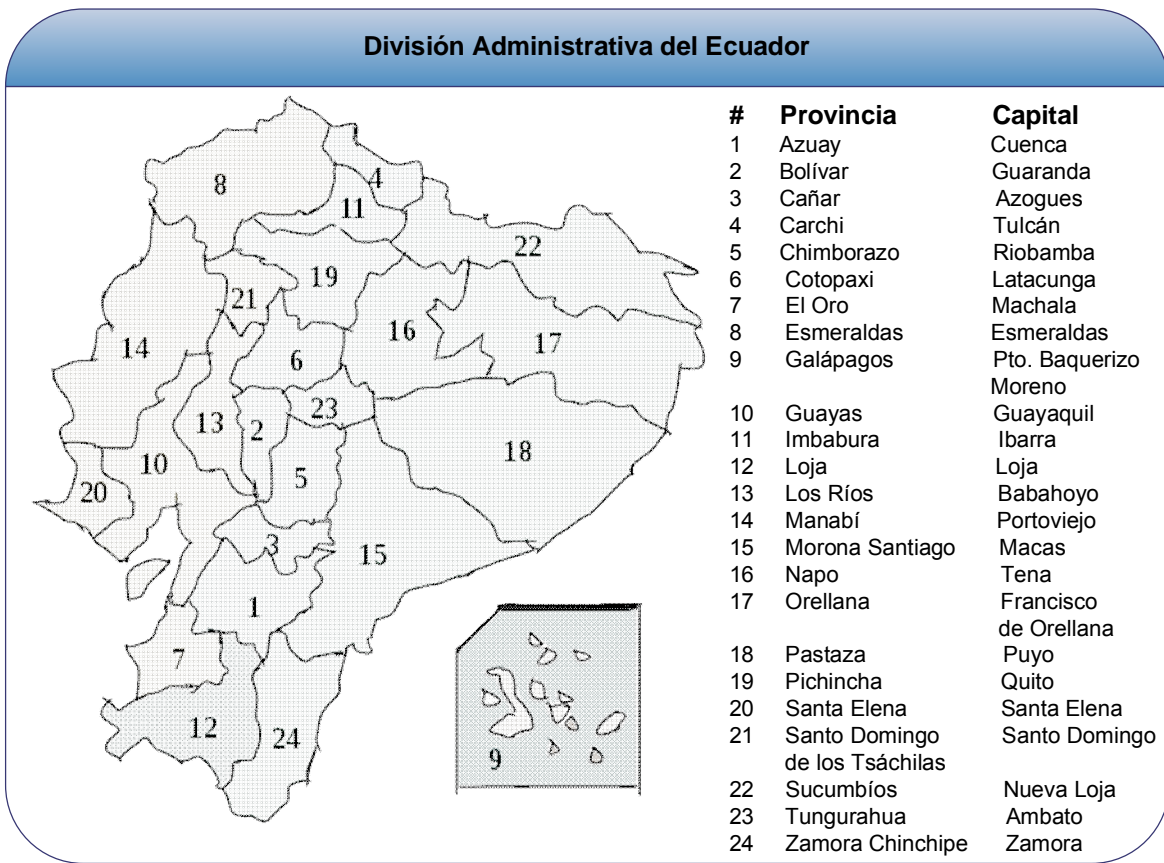 División Administrativa del Ecuador
# Provincia Capital
1 Azuay Cuenca
2 Bolívar Guaranda
3 Cañar Azogues
4 Carchi Tulcán
5 Chimborazo Riobamba
6 Cotopaxi Latacunga
7 El Oro Machala
8 Esmeraldas Esmeraldas
9 Galápagos Pto. Baquerizo
Moreno
10 Guayas Guayaquil
11 Imbabura Ibarra
12 Loja Loja
13 Los Ríos Babahoyo
14 Manabí Portoviejo
15 Morona Santiago Macas
16 Napo Tena
17 Orellana Francisco
de Orellana
18 Pastaza Puyo
19 Pichincha Quito
20 Santa Elena Santa Elena
21 Santo Domingo Santo Domingo
de los Tsáchilas
22 Sucumbíos Nueva Loja
23 Tungurahua Ambato
24 Zamora Chinchipe Zamora
8
4
11
22
19
21
16
17
14
6
23
13
2
18
10
5
20
3
15
1
7
12
24
9